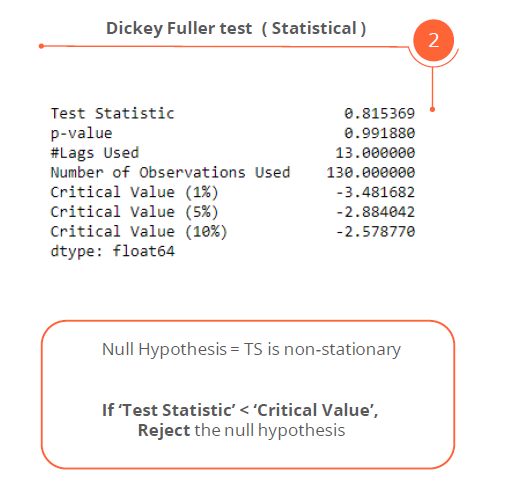 Dickey Fuller test ( Statistical )
2
Test Statistic 0.815369
p-value 0.991880
#Lags Used 13.000000
Number of Observations Used 130.000000
Critical Value (1%) -3.481682
Critical Value (5%) -2.884042
Critical Value (10%) -2.578770
dtype: float64
Null Hypothesis = TS is non-stationary
If ‘Test Statistic’ < ‘Critical Value’,
Reject the null hypothesis